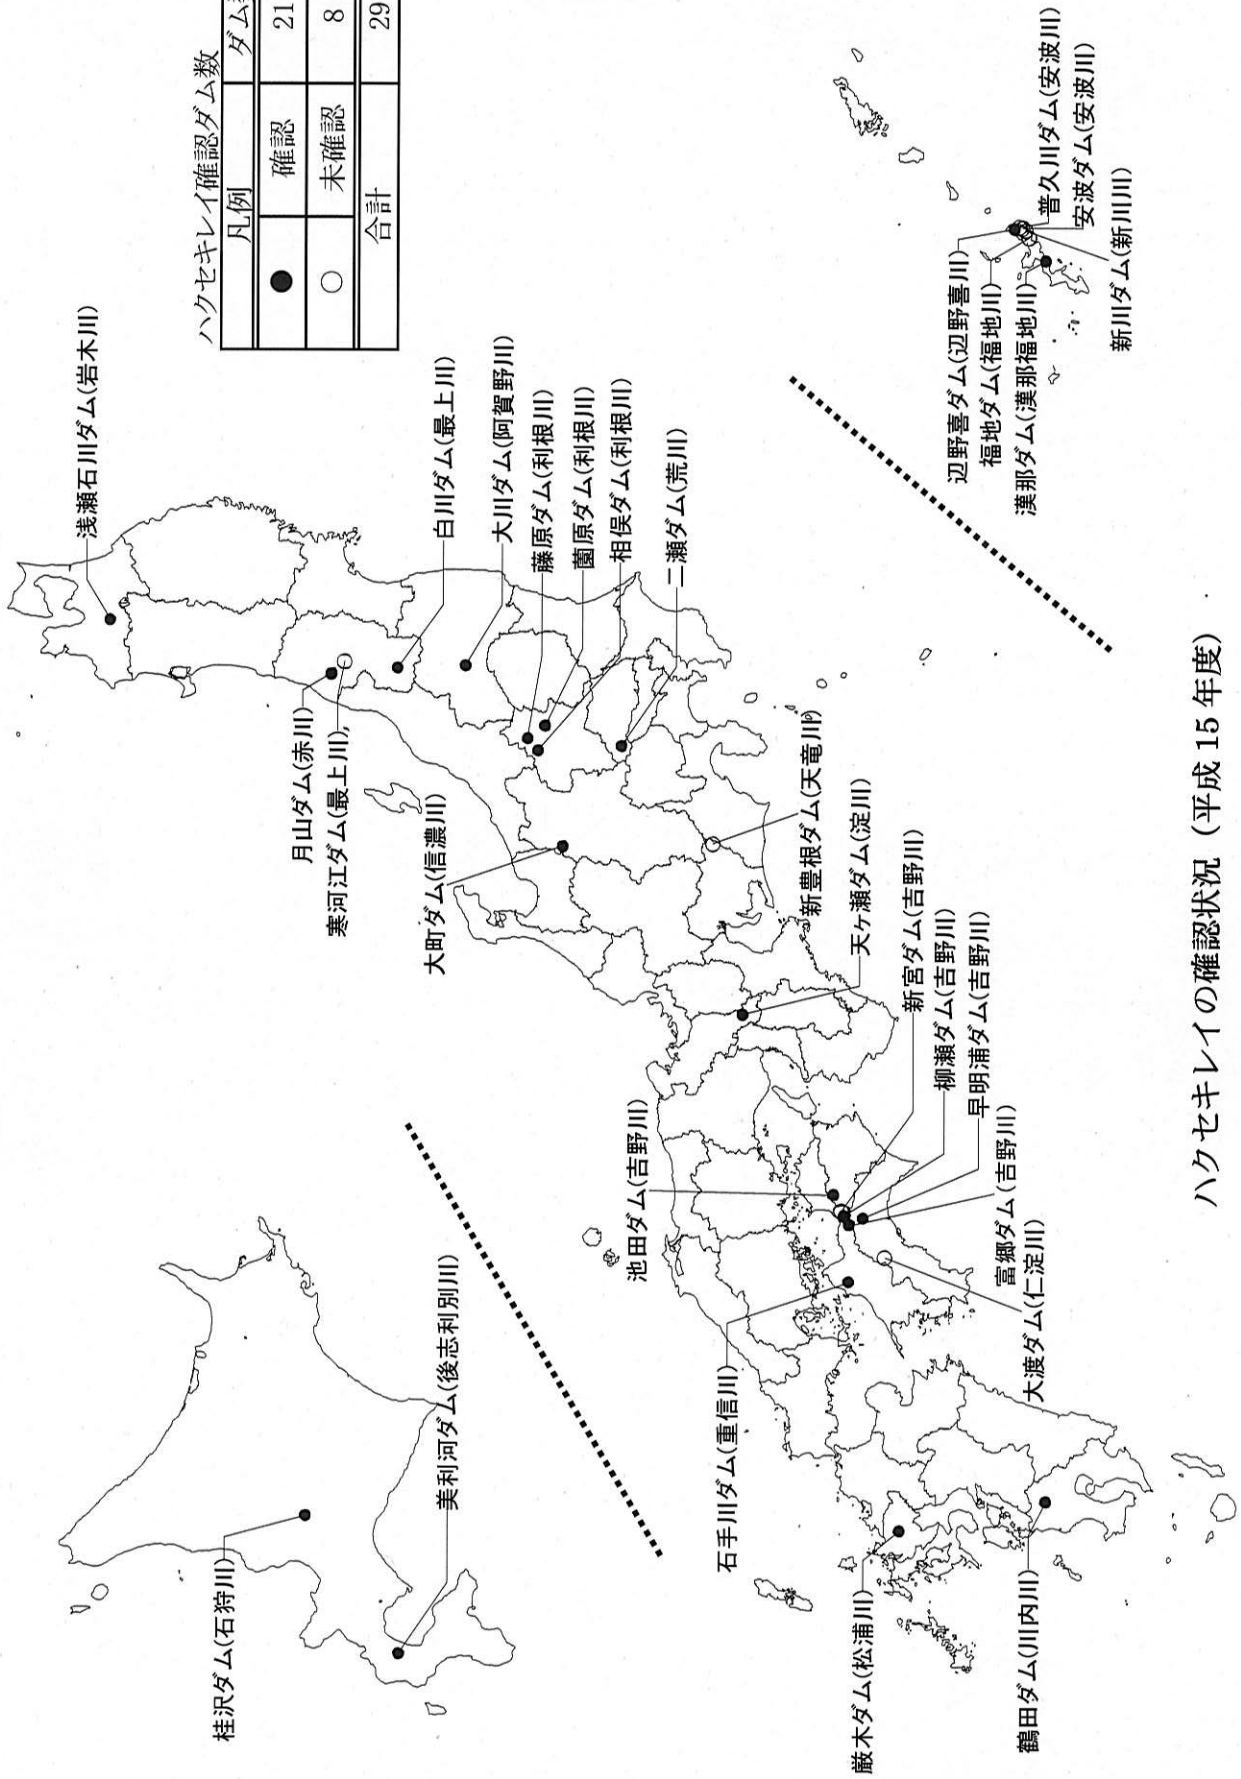 ハクセキレイ確認ダム数
凡例
● 確認 21
○ 未確認 8
合計 29
浅瀬石川ダム(岩木川)
月山ダム(赤川)
寒河江ダム(最上川)
白川ダム(最上川)
大川ダム(阿賀野川)
藤原ダム(利根川)
薗原ダム(利根川)
相俣ダム(利根川)
二瀬ダム(荒川)
大町ダム(信濃川)
新豊根ダム(天竜川)
天ヶ瀬ダム(淀川)
新宮ダム(吉野川)
柳瀬ダム(吉野川)
早明浦ダム(吉野川)
富郷ダム(吉野川)
大渡ダム(仁淀川)
池田ダム(吉野川)
石手川ダム(重信川)
厳木ダム(松浦川)
鶴田ダム(川内川)
桂沢ダム(石狩川)
美利河ダム(後志利別川)
辺野喜ダム(辺野喜川)
福地ダム(福地川)
漢那ダム(漢那福地川)
普久川ダム(安波川)
安波ダム(安波川)
新川ダム(新川川)
ハクセキレイの確認状況（平成15年度）